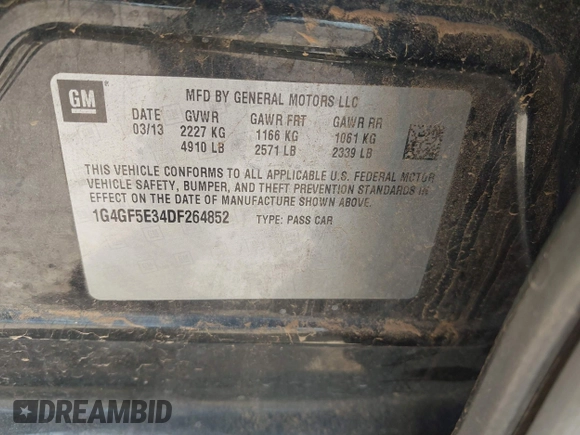 GM
MFD BY GENERAL MOTORS LLC
DATE GVWR GAWR FRT GAWR RR
03/13 2227 KG 1166 KG 1061 KG
4910 LB 2571 LB 2339 LB
THIS VEHICLE CONFORMS TO ALL APPLICABLE U.S. FEDERAL MOTOR
VEHICLE SAFETY, BUMPER, AND THEFT PREVENTION STANDARDS IN
EFFECT ON THE DATE OF MANUFACTURE SHOWN ABOVE.
1G4GF5E34DF264852 TYPE: PASS CAR
DREAMBID